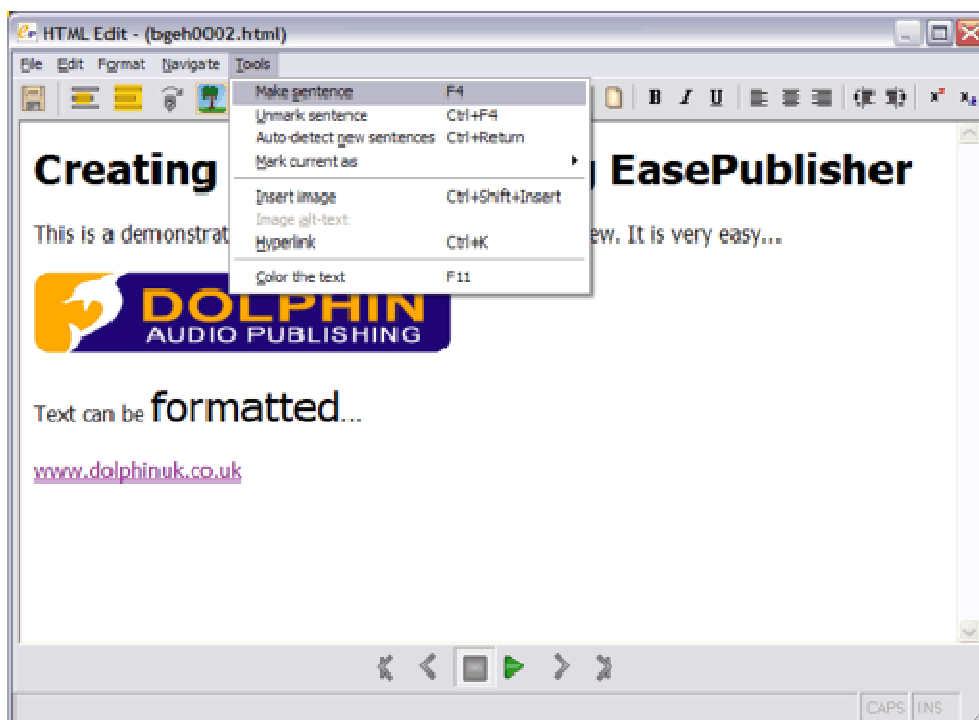 HTML Edit - (bgeh0002.html)
File Edit Format Navigate Tools
B I U
Make sentence F4
Unmark sentence Ctrl+F4
Auto-detect new sentences Ctrl+Return
Mark current as
Insert image Ctrl+Shift+Insert
Image alt-text
Hyperlink Ctrl+K
Color the text F11
Creating EasePublisher
This is a It is very easy...
DOLPHIN
AUDIO PUBLISHING
Text can be formatted...
www.dolphinuk.co.uk
CAPS INS